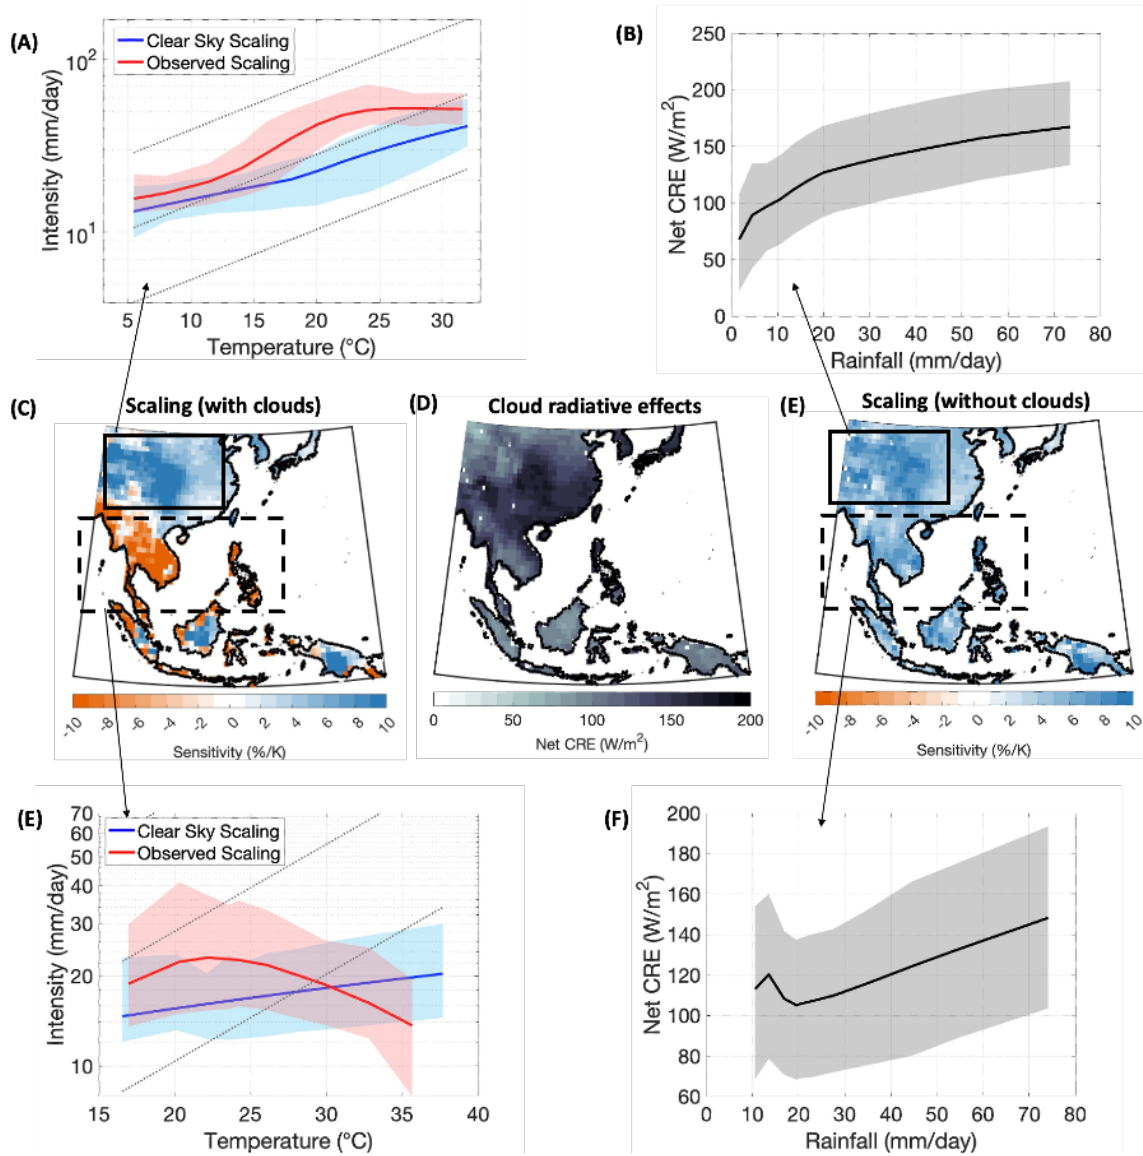 (A)
Clear Sky Scaling
Observed Scaling
10²
10¹
Intensity (mm/day)
5 10 15 20 25 30
Temperature (°C)
(B)
250
200
150
100
50
0
Net CRE (W/m²)
0 10 20 30 40 50 60 70 80
Rainfall (mm/day)
(C) Scaling (with clouds)
-10 -8 -6 -4 -2 0 2 4 6 8 10
Sensitivity (%/K)
(D) Cloud radiative effects
0 50 100 150 200
Net CRE (W/m²)
(E) Scaling (without clouds)
-10 -8 -6 -4 -2 0 2 4 6 8 10
Sensitivity (%/K)
(E)
Clear Sky Scaling
Observed Scaling
70
60
50
40
30
20
10
Intensity (mm/day)
15 20 25 30 35 40
Temperature (°C)
(F)
200
180
160
140
120
100
80
60
Net CRE (W/m²)
0 10 20 30 40 50 60 70 80
Rainfall (mm/day)